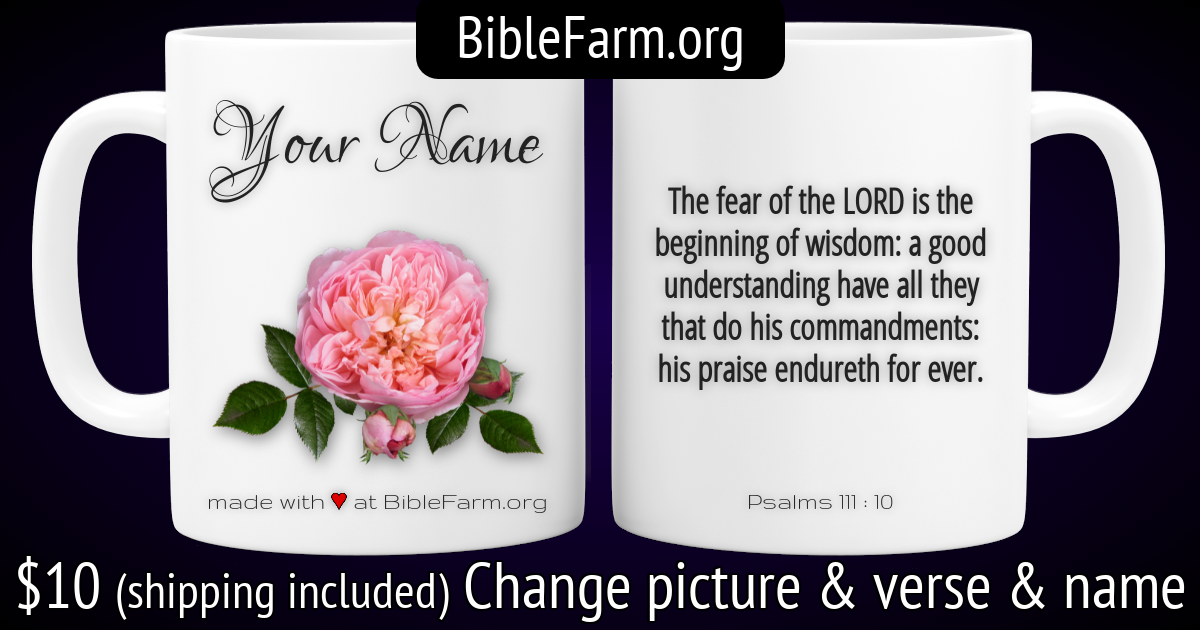 BibleFarm.org
Your Name
made with ♥ at BibleFarm.org
The fear of the LORD is the
beginning of wisdom: a good
understanding have all they
that do his commandments:
his praise endureth for ever.
Psalms 111 : 10
$10 (shipping included) Change picture & verse & name